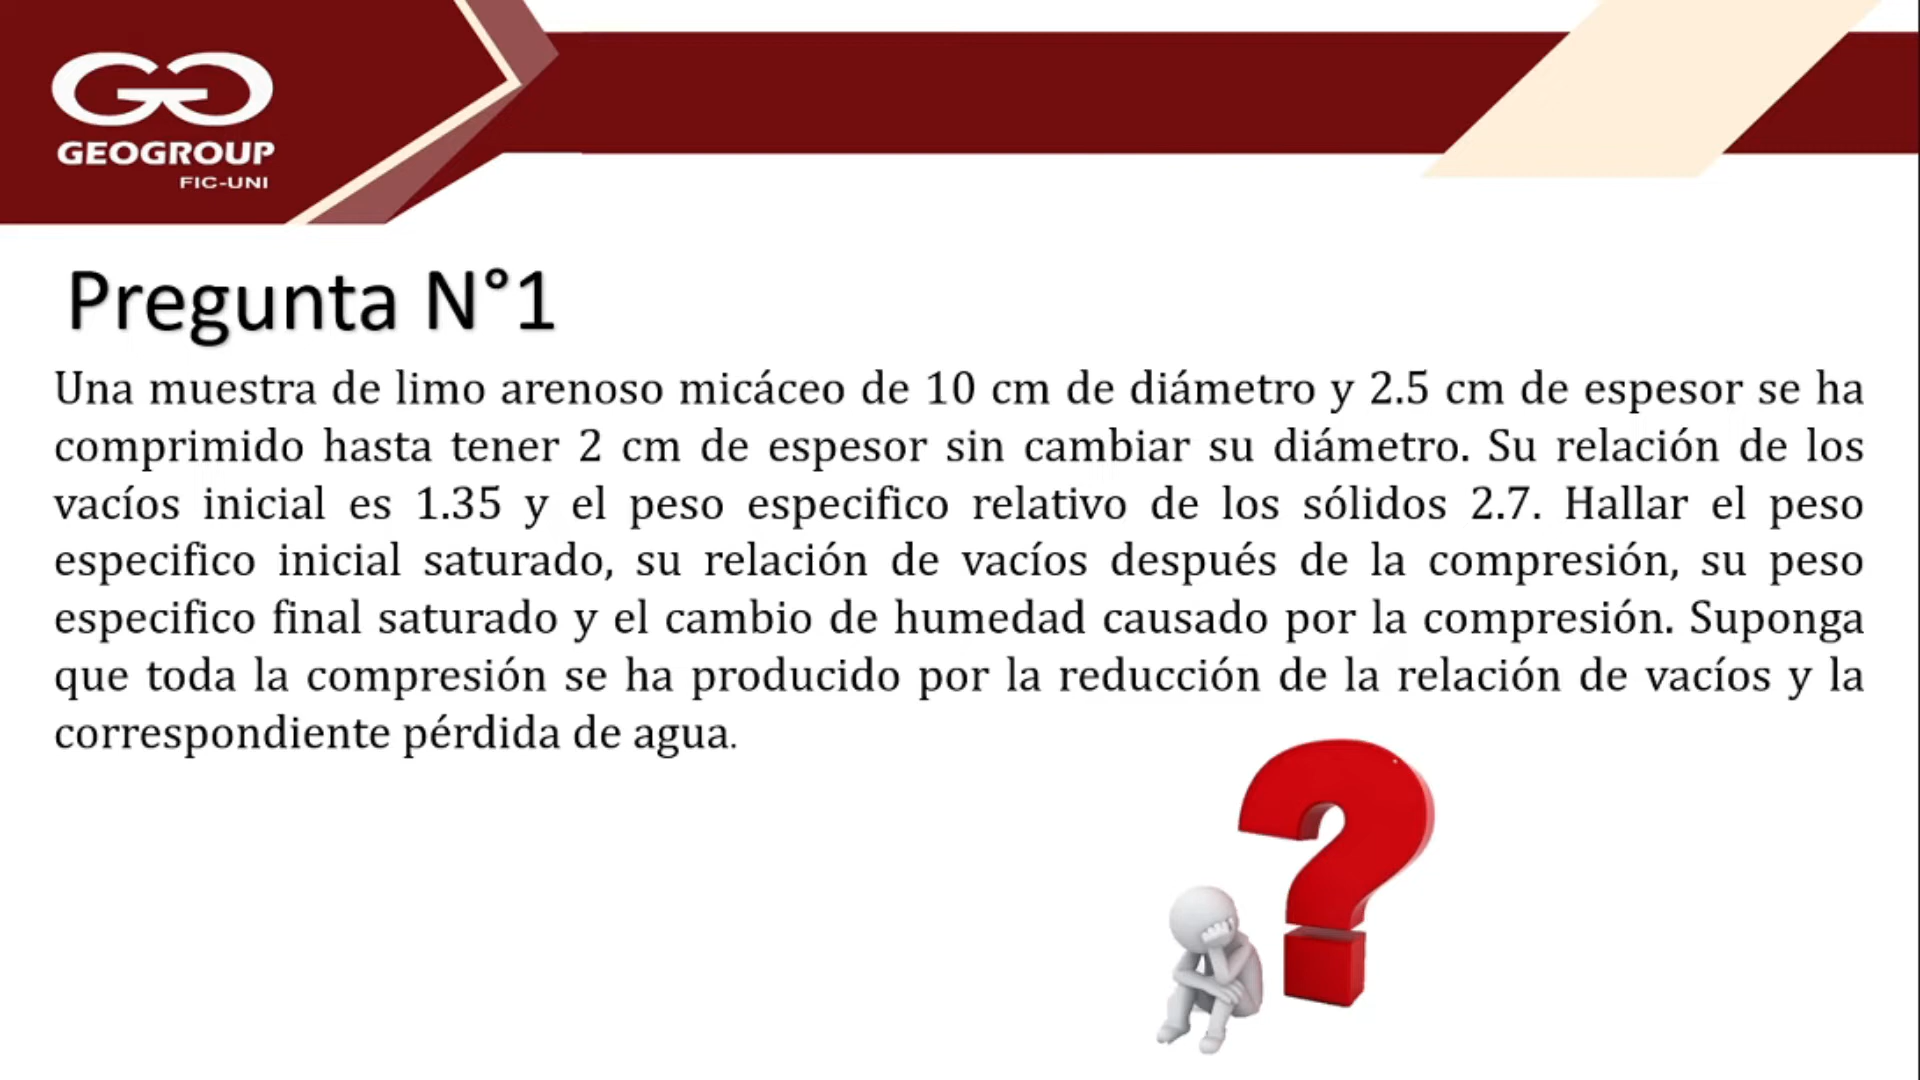 GEOGROUP
FIC-UNI
Pregunta N°1
Una muestra de limo arenoso micáceo de 10 cm de diámetro y 2.5 cm de espesor se ha
comprimido hasta tener 2 cm de espesor sin cambiar su diámetro. Su relación de los
vacíos inicial es 1.35 y el peso especifico relativo de los sólidos 2.7. Hallar el peso
especifico inicial saturado, su relación de vacíos después de la compresión, su peso
especifico final saturado y el cambio de humedad causado por la compresión. Suponga
que toda la compresión se ha producido por la reducción de la relación de vacíos y la
correspondiente pérdida de agua.